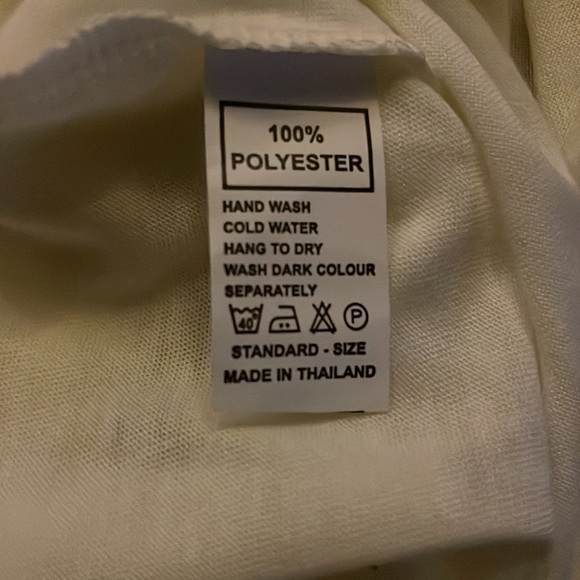 100%
POLYESTER
HAND WASH
COLD WATER
HANG TO DRY
WASH DARK COLOUR
SEPARATELY
40° P
STANDARD - SIZE
MADE IN THAILAND